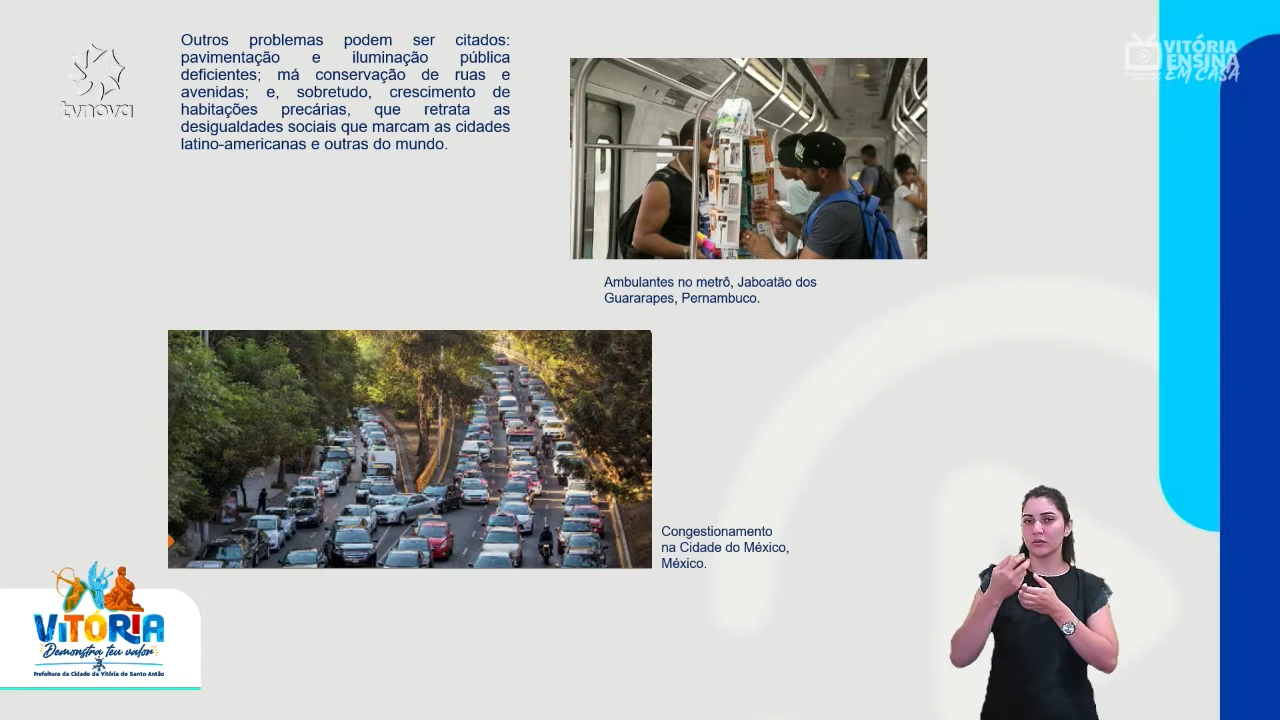 Outros problemas podem ser citados:
pavimentação e iluminação pública
deficientes; má conservação de ruas e
avenidas; e, sobretudo, crescimento de
habitações precárias, que retrata as
desigualdades sociais que marcam as cidades
latino-americanas e outras do mundo.
tvnova
VITÓRIA
ENSINA
EM CASA
Ambulantes no metrô, Jaboatão dos
Guararapes, Pernambuco.
Congestionamento
na Cidade do México,
México.
VITÓRIA
Demonstra teu valor
Prefeitura da Cidade da Vitória de Santo Antão